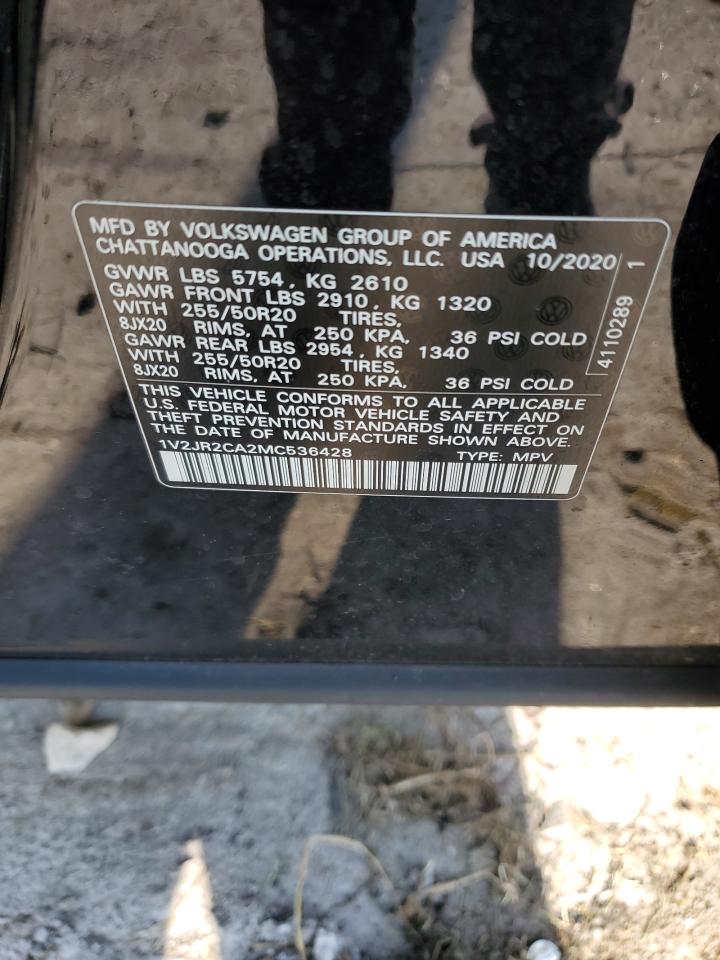 MFD BY VOLKSWAGEN GROUP OF AMERICA
CHATTANOOGA OPERATIONS, LLC. USA 10/2020
GVWR LBS 5754, KG 2610
GAWR FRONT LBS 2910, KG 1320
WITH 255/50R20 TIRES,
8JX20 RIMS, AT 250 KPA, 36 PSI COLD
GAWR REAR LBS 2954, KG 1340
WITH 255/50R20 TIRES,
8JX20 RIMS, AT 250 KPA, 36 PSI COLD
4110289 1
THIS VEHICLE CONFORMS TO ALL APPLICABLE
U.S. FEDERAL MOTOR VEHICLE SAFETY AND
THEFT PREVENTION STANDARDS IN EFFECT ON
THE DATE OF MANUFACTURE SHOWN ABOVE.
1V2JR2CA2MC536428 TYPE: MPV